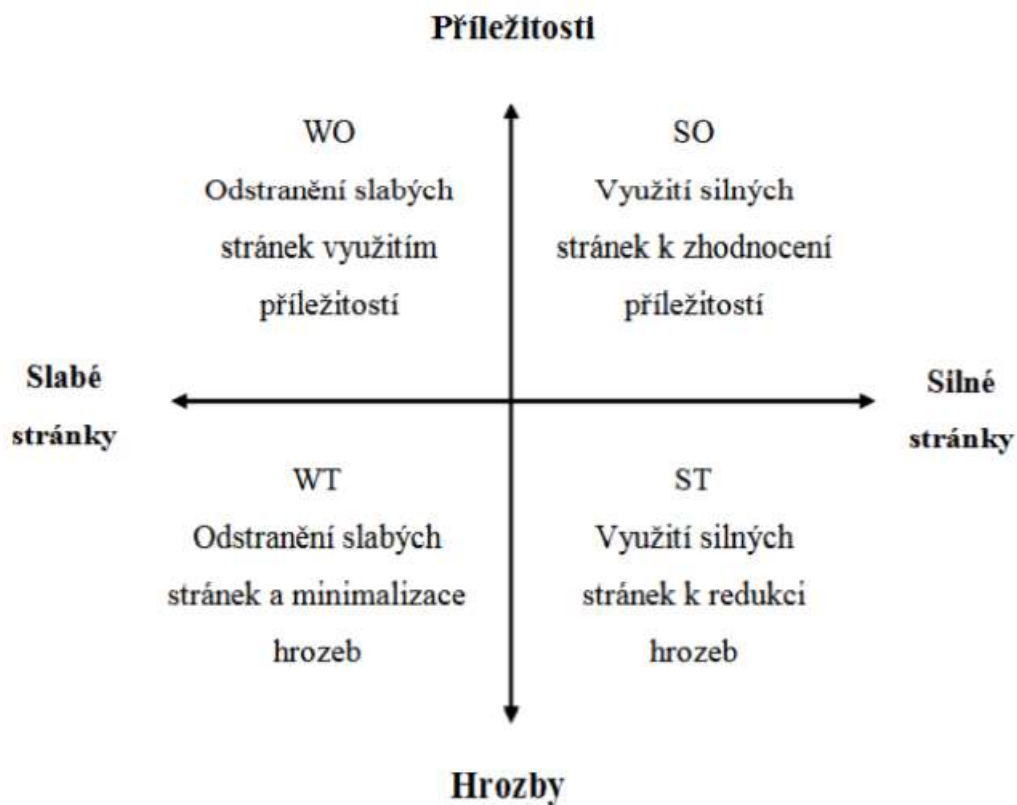 Příležitosti
WO
Odstranění slabých
stránek využitím
příležitostí
SO
Využití silných
stránek k zhodnocení
příležitostí
Slabé
stránky
Silné
stránky
WT
Odstranění slabých
stránek a minimalizace
hrozeb
ST
Využití silných
stránek k redukci
hrozeb
Hrozby